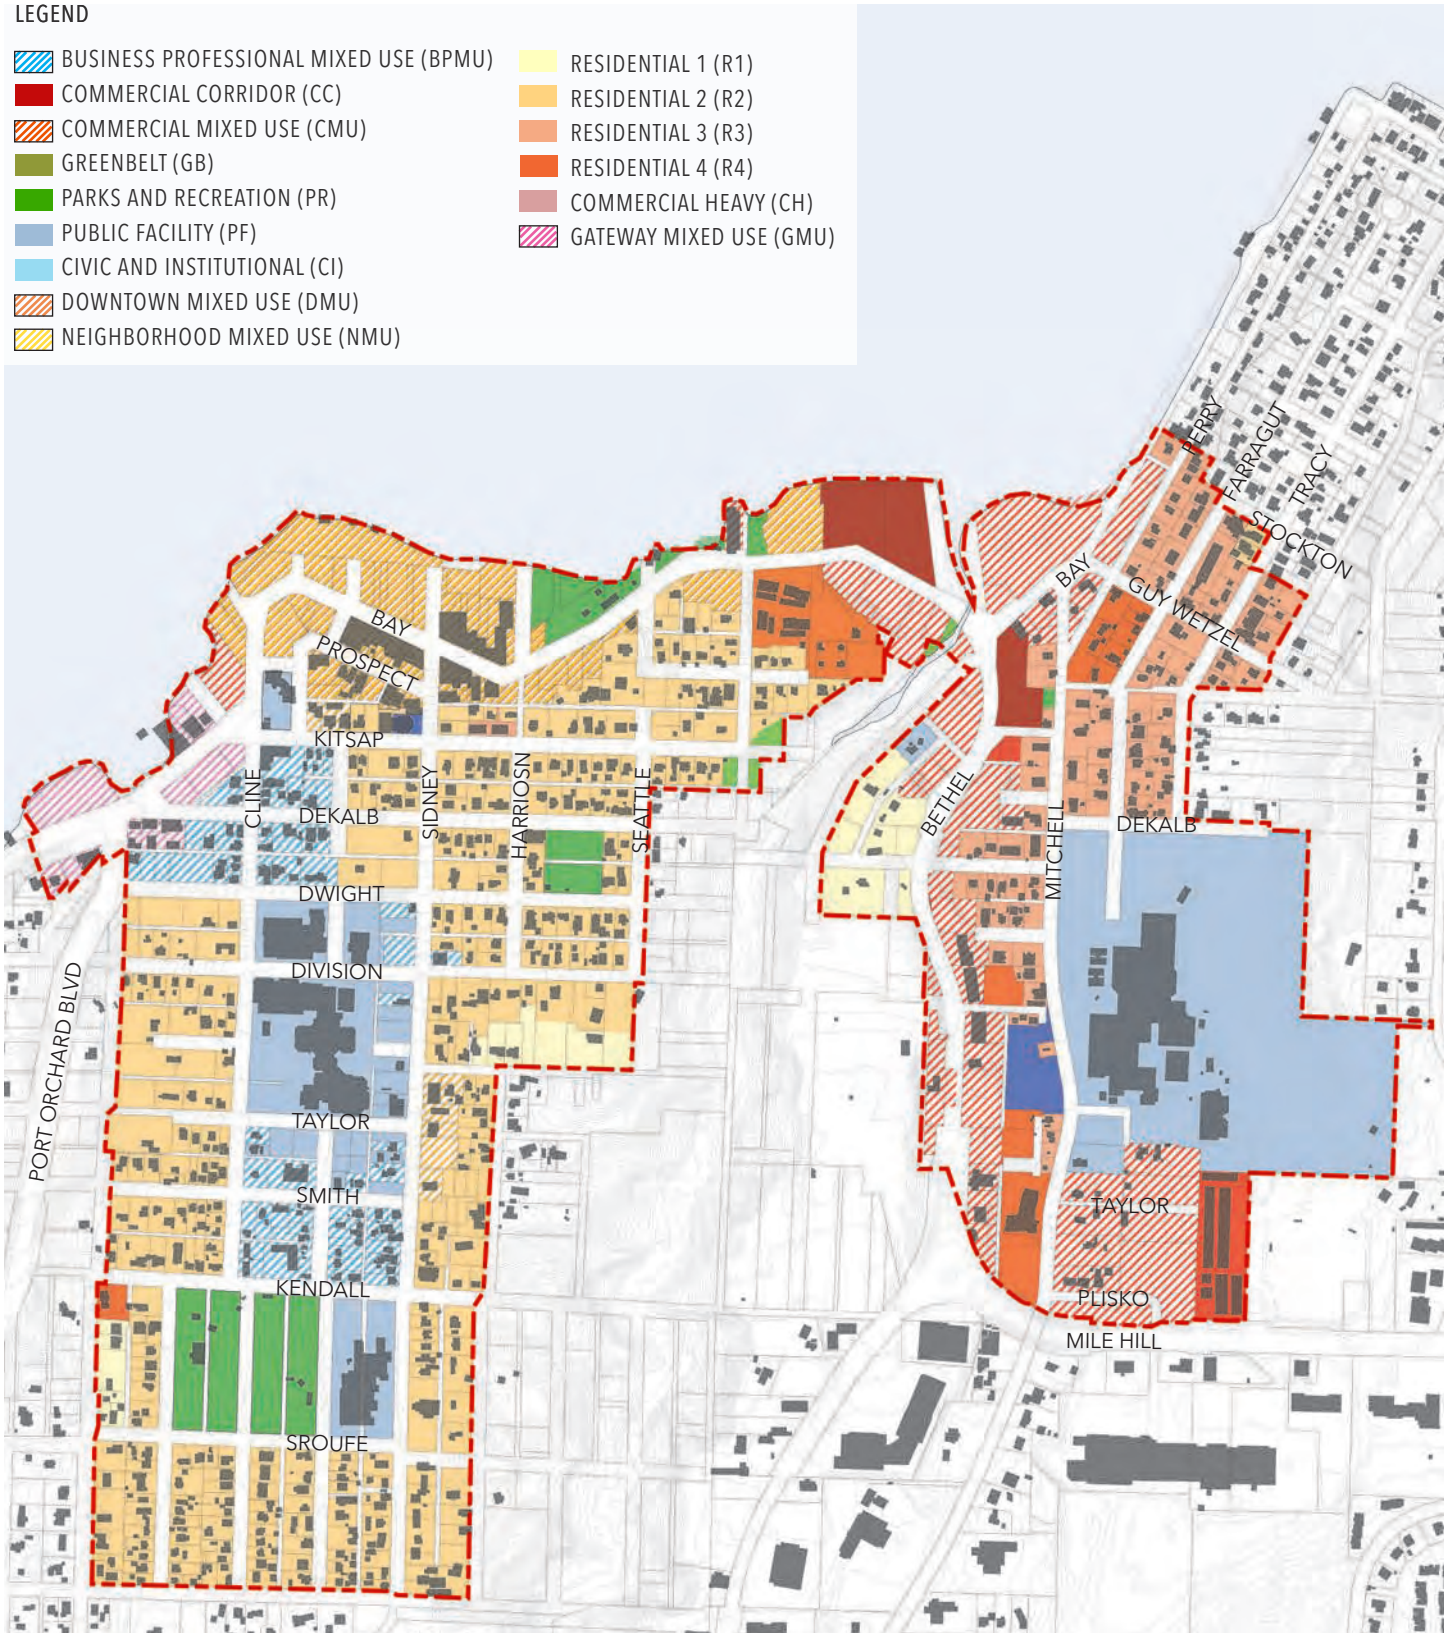 LEGEND
BUSINESS PROFESSIONAL MIXED USE (BPMU)
COMMERCIAL CORRIDOR (CC)
COMMERCIAL MIXED USE (CMU)
GREENBELT (GB)
PARKS AND RECREATION (PR)
PUBLIC FACILITY (PF)
CIVIC AND INSTITUTIONAL (CI)
DOWNTOWN MIXED USE (DMU)
NEIGHBORHOOD MIXED USE (NMU)
RESIDENTIAL 1 (R1)
RESIDENTIAL 2 (R2)
RESIDENTIAL 3 (R3)
RESIDENTIAL 4 (R4)
COMMERCIAL HEAVY (CH)
GATEWAY MIXED USE (GMU)
PERRY
FARRAGUT
TRACY
STOCKTON
BAY
GUY WETZEL
BAY
PROSPECT
KITSAP
CLINE
SIDNEY
HARRIOSN
SEATTLE
DEKALB
BETHEL
MITCHELL
DEKALB
DWIGHT
DIVISION
PORT ORCHARD BLVD
TAYLOR
SMITH
TAYLOR
KENDALL
PLISKO
MILE HILL
SROUFE